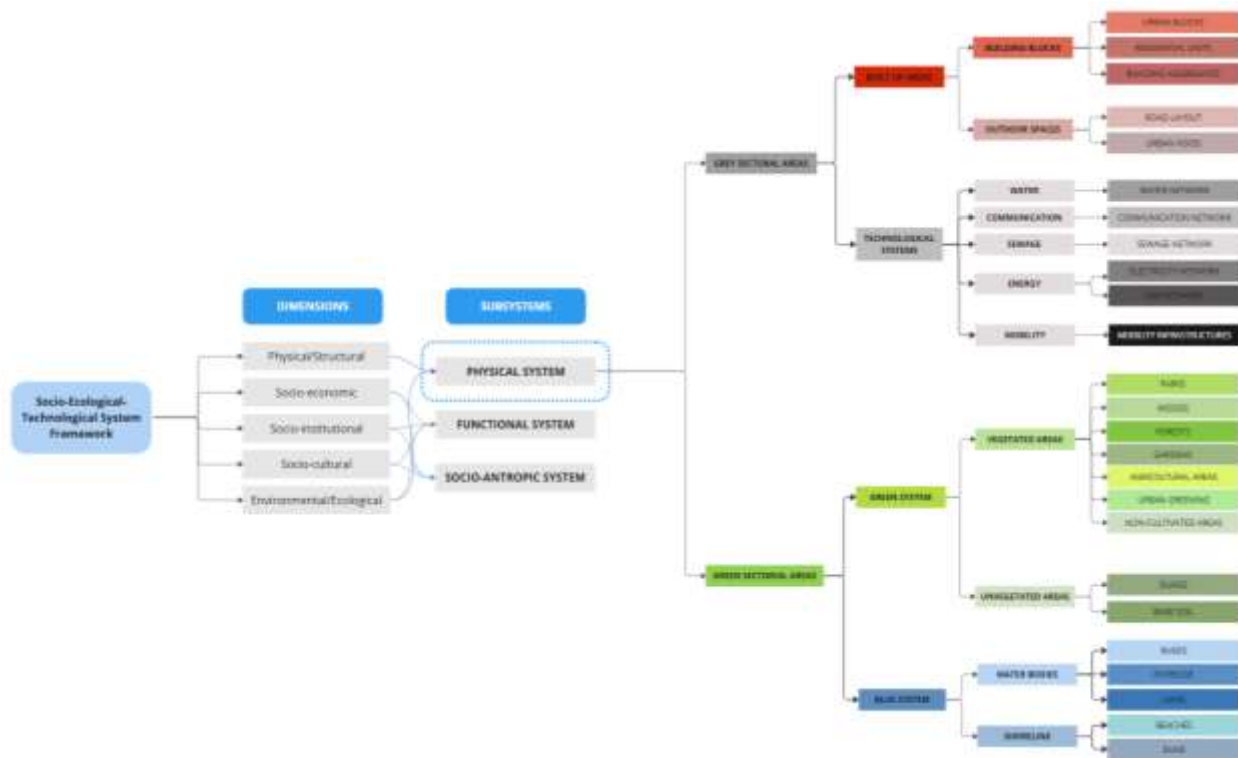 URBAN BLOCKS
BUILDING BLOCKS
RESIDENTIAL UNITS
BUILT UP AREAS
BUILDING AGGREGATES
OUTDOOR SPACES
ROAD LAYOUT
URBAN VOIDS
GREY SECTORIAL AREAS
WATER
WATER NETWORK
COMMUNICATION
COMMUNICATION NETWORK
TECHNOLOGICAL
SYSTEMS
SEWAGE
SEWAGE NETWORK
ENERGY
ELECTRICITY NETWORK
MOBILITY
MOBILITY INFRASTRUCTURES
DIMENSIONS
SUBSYSTEMS
Physical/Structural
Socio-economic
Socio-institutional
Socio-cultural
Environmental/Ecological
PHYSICAL SYSTEM
FUNCTIONAL SYSTEM
SOCIO-ANTROPIC SYSTEM
Socio-Ecological-
Technological System
Framework
PARKS
WOODS
VEGETATED AREAS
FORESTS
GARDENS
AGRICULTURAL AREAS
GREEN SYSTEM
URBAN GREENING
NON-CULTIVATED AREAS
GREEN SECTORIAL AREAS
UNVEGETATED AREAS
BARE SOIL
WATER BODIES
LAKES
BLUE SYSTEM
SHORELINE
BEACHES